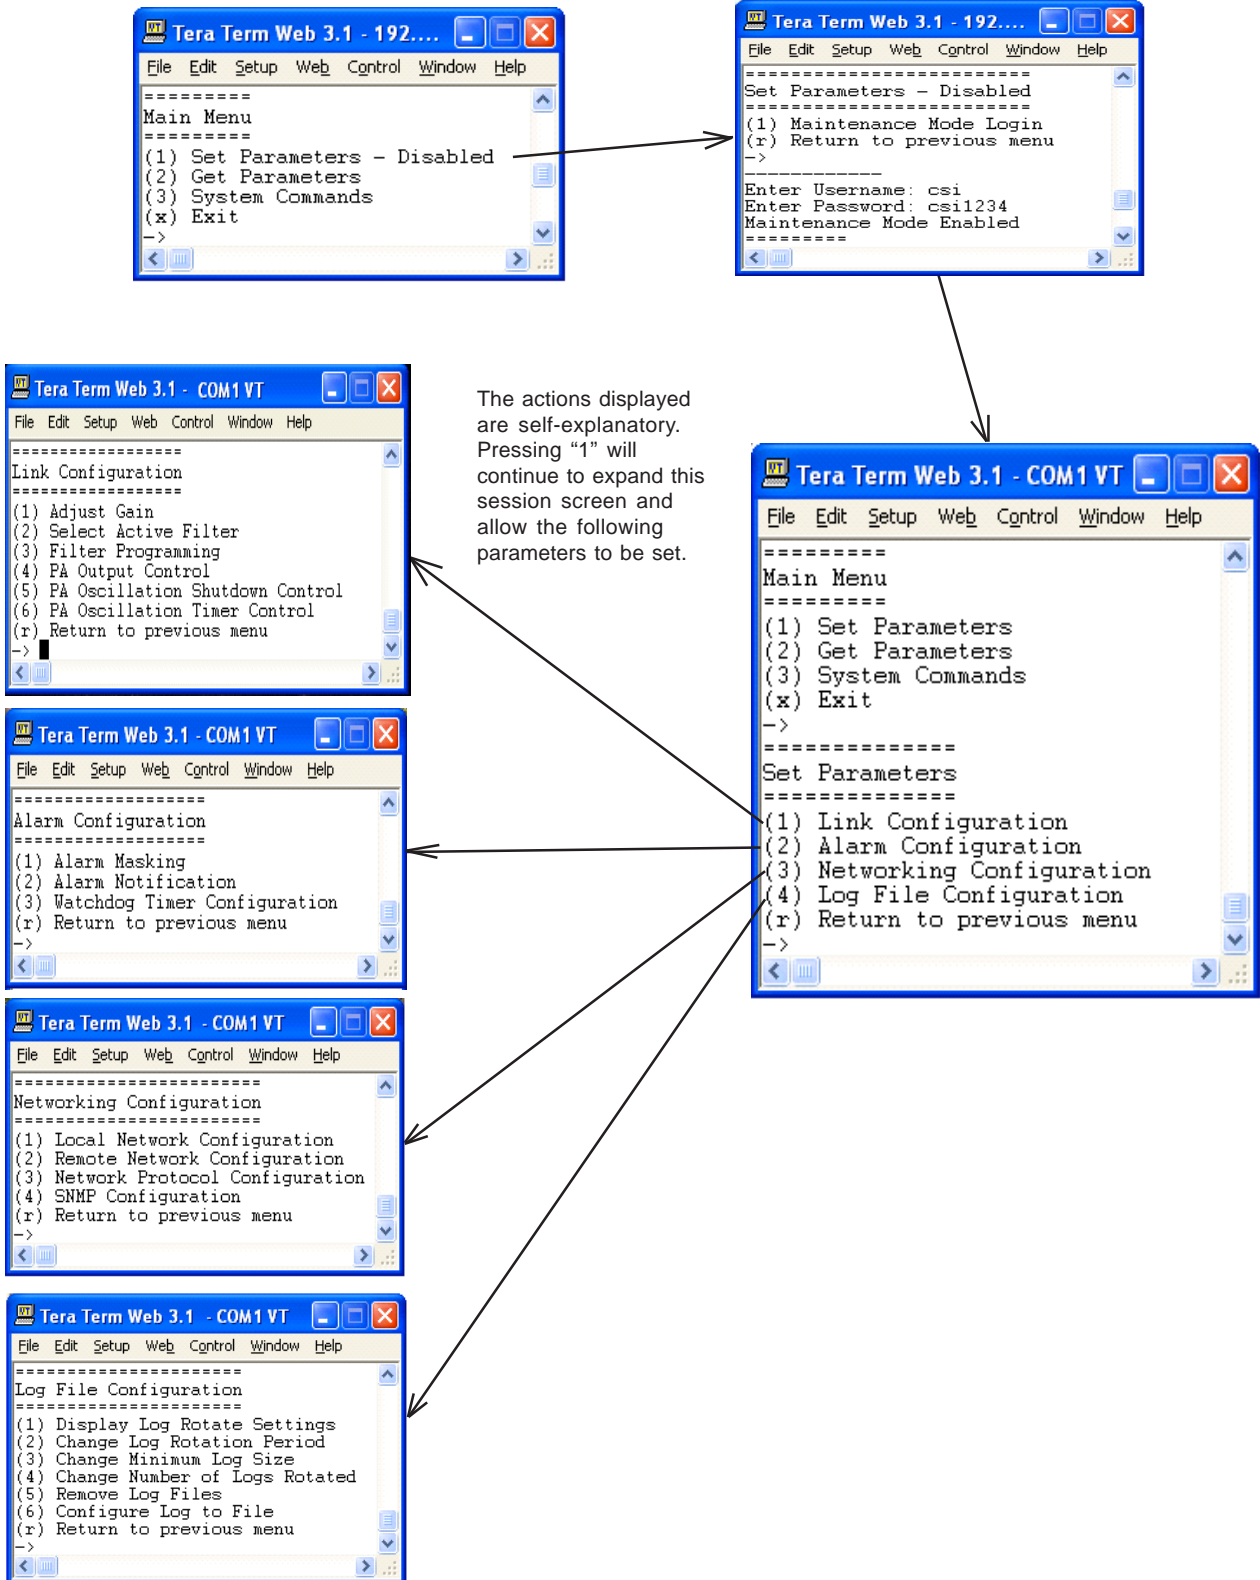 Tera Term Web 3.1 - 192....
File Edit Setup Web Control Window Help
=========
Main Menu
=========
(1) Set Parameters - Disabled
(2) Get Parameters
(3) System Commands
(x) Exit
->
Tera Term Web 3.1 - 192....
File Edit Setup Web Control Window Help
=========================
Set Parameters - Disabled
=========================
(1) Maintenance Mode Login
(r) Return to previous menu
->
------------
Enter Username: csi
Enter Password: csi1234
Maintenance Mode Enabled
=========
Tera Term Web 3.1 - COM1 VT
File Edit Setup Web Control Window Help
==================
Link Configuration
==================
(1) Adjust Gain
(2) Select Active Filter
(3) Filter Programming
(4) PA Output Control
(5) PA Oscillation Shutdown Control
(6) PA Oscillation Timer Control
(r) Return to previous menu
->
The actions displayed
are self-explanatory.
Pressing “1” will
continue to expand this
session screen and
allow the following
parameters to be set.
Tera Term Web 3.1 - COM1 VT
File Edit Setup Web Control Window Help
=========
Main Menu
=========
(1) Set Parameters
(2) Get Parameters
(3) System Commands
(x) Exit
->
==============
Set Parameters
==============
(1) Link Configuration
(2) Alarm Configuration
(3) Networking Configuration
(4) Log File Configuration
(r) Return to previous menu
->
Tera Term Web 3.1 - COM1 VT
File Edit Setup Web Control Window Help
===================
Alarm Configuration
===================
(1) Alarm Masking
(2) Alarm Notification
(3) Watchdog Timer Configuration
(r) Return to previous menu
->
Tera Term Web 3.1 - COM1 VT
File Edit Setup Web Control Window Help
========================
Networking Configuration
========================
(1) Local Network Configuration
(2) Remote Network Configuration
(3) Network Protocol Configuration
(4) SNMP Configuration
(r) Return to previous menu
->
Tera Term Web 3.1 - COM1 VT
File Edit Setup Web Control Window Help
======================
Log File Configuration
======================
(1) Display Log Rotate Settings
(2) Change Log Rotation Period
(3) Change Minimum Log Size
(4) Change Number of Logs Rotated
(5) Remove Log Files
(6) Configure Log to File
(r) Return to previous menu
->